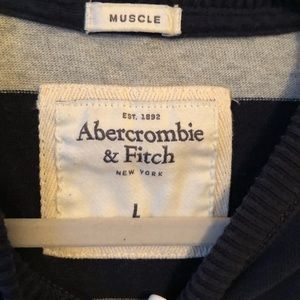 MUSCLE
EST. 1892
Abercrombie
& Fitch
NEW YORK
L